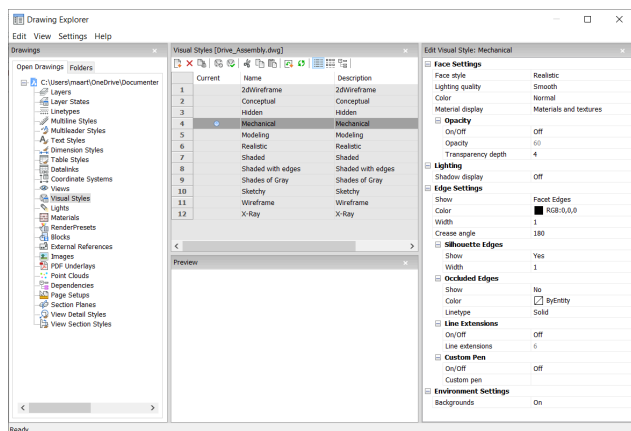 Drawing Explorer
Edit View Settings Help
Drawings
Open Drawings Folders
C:\Users\maart\OneDrive\Documenter
Layers
Layer States
Linetypes
Multiline Styles
Multileader Styles
Text Styles
Dimension Styles
Table Styles
Datalinks
Coordinate Systems
Views
Visual Styles
Lights
Materials
RenderPresets
Blocks
External References
Images
PDF Underlays
Point Clouds
Dependencies
Page Setups
Section Planes
View Detail Styles
View Section Styles
Visual Styles [Drive_Assembly.dwg]
Current Name Description
1 2dWireframe 2dWireframe
2 Conceptual Conceptual
3 Hidden Hidden
4 Mechanical Mechanical
5 Modeling Modeling
6 Realistic Realistic
7 Shaded Shaded
8 Shaded with edges Shaded with edges
9 Shades of Gray Shades of Gray
10 Sketchy Sketchy
11 Wireframe Wireframe
12 X-Ray X-Ray
Preview
Edit Visual Style: Mechanical
Face Settings
Face style Realistic
Lighting quality Smooth
Color Normal
Material display Materials and textures
Opacity
On/Off Off
Opacity 60
Transparency depth 4
Lighting
Shadow display Off
Edge Settings
Show Facet Edges
Color RGB:0,0,0
Width 1
Crease angle 180
Silhouette Edges
Show Yes
Width 1
Occluded Edges
Show No
Color ByEntity
Linetype Solid
Line Extensions
On/Off Off
Line extensions 6
Custom Pen
On/Off Off
Custom pen
Environment Settings
Backgrounds On
Ready